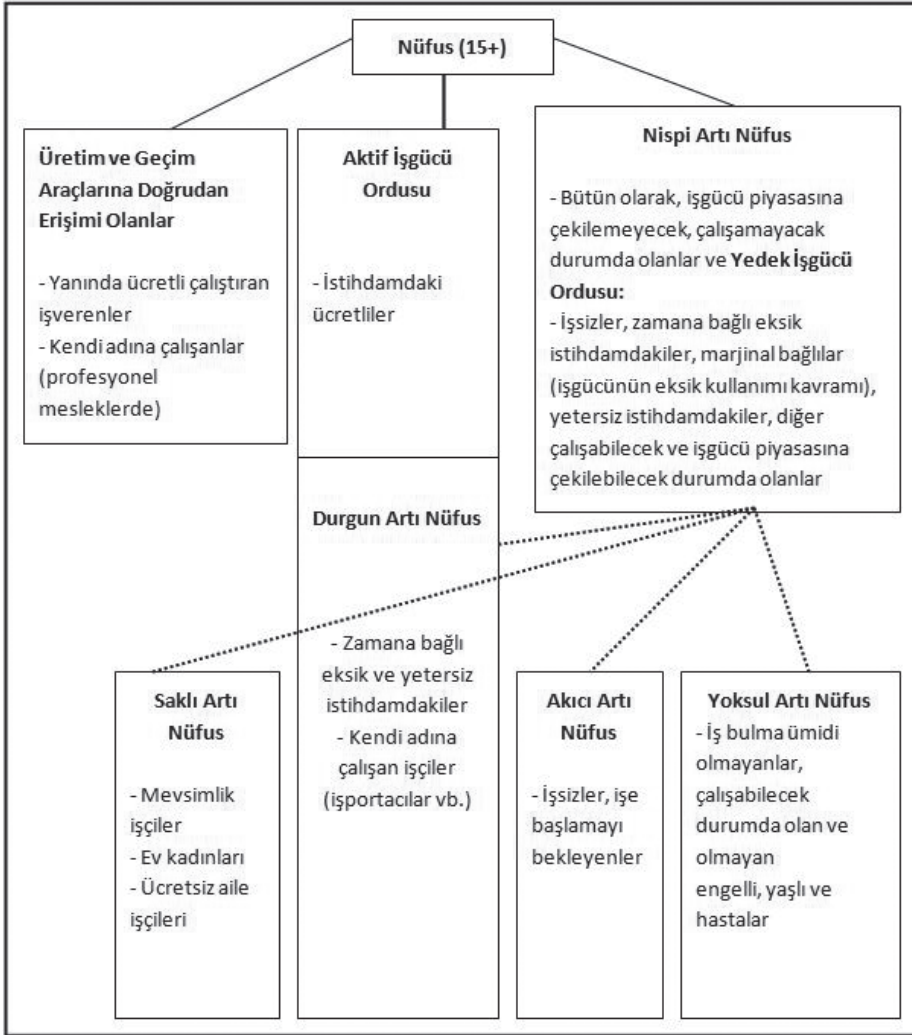 Nüfus (15+)
Üretim ve Geçim
Araçlarına Doğrudan
Erişimi Olanlar
- Yanında ücretli çalıştıran
işverenler
- Kendi adına çalışanlar
(profesyonel
mesleklerde)
Aktif İşgücü
Ordusu
- İstihdamdaki
ücretliler
Nispi Artı Nüfus
- Bütün olarak, işgücü piyasasına
çekilemeyecek, çalışamayacak
durumda olanlar ve Yedek İşgücü
Ordusu:
- İşsizler, zamana bağlı eksik
istihdamdakiler, marjinal bağlılar
(işgücünün eksik kullanımı kavramı),
yetersiz istihdamdakiler, diğer
çalışabilecek ve işgücü piyasasına
çekilebilecek durumda olanlar
Saklı Artı
Nüfus
- Mevsimlik
işçiler
- Ev kadınları
- Ücretsiz aile
işçileri
Durgun Artı Nüfus
- Zamana bağlı
eksik ve yetersiz
istihdamdakiler
- Kendi adına
çalışan işçiler
(işportacılar vb.)
Akıcı Artı
Nüfus
- İşsizler, işe
başlamayı
bekleyenler
Yoksul Artı Nüfus
- İş bulma ümidi
olmayanlar,
çalışabilecek
durumda olan ve
olmayan
engelli, yaşlı ve
hastalar